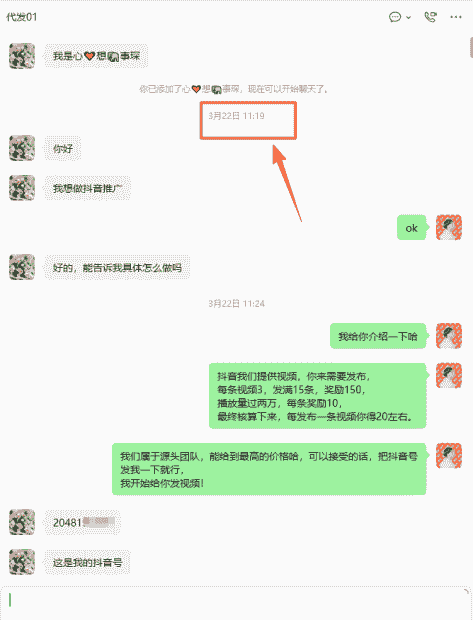 代发01
我是心❤想🐘事琛
你已添加了心❤想🐘事琛，现在可以开始聊天了。
3月22日 11:19
你好
我想做抖音推广
ok
好的，能告诉我具体怎么做吗
3月22日 11:24
我给你介绍一下哈
抖音我们提供视频，你来需要发布，
每条视频3，发满15条，奖励150，
播放量过两万，每条奖励10，
最终核算下来，每发布一条视频你得20左右。
我们属于源头团队，能给到最高的价格哈，可以接受的话，把抖音号
发我一下就行，
我开始给你发视频！
20481
这是我的抖音号